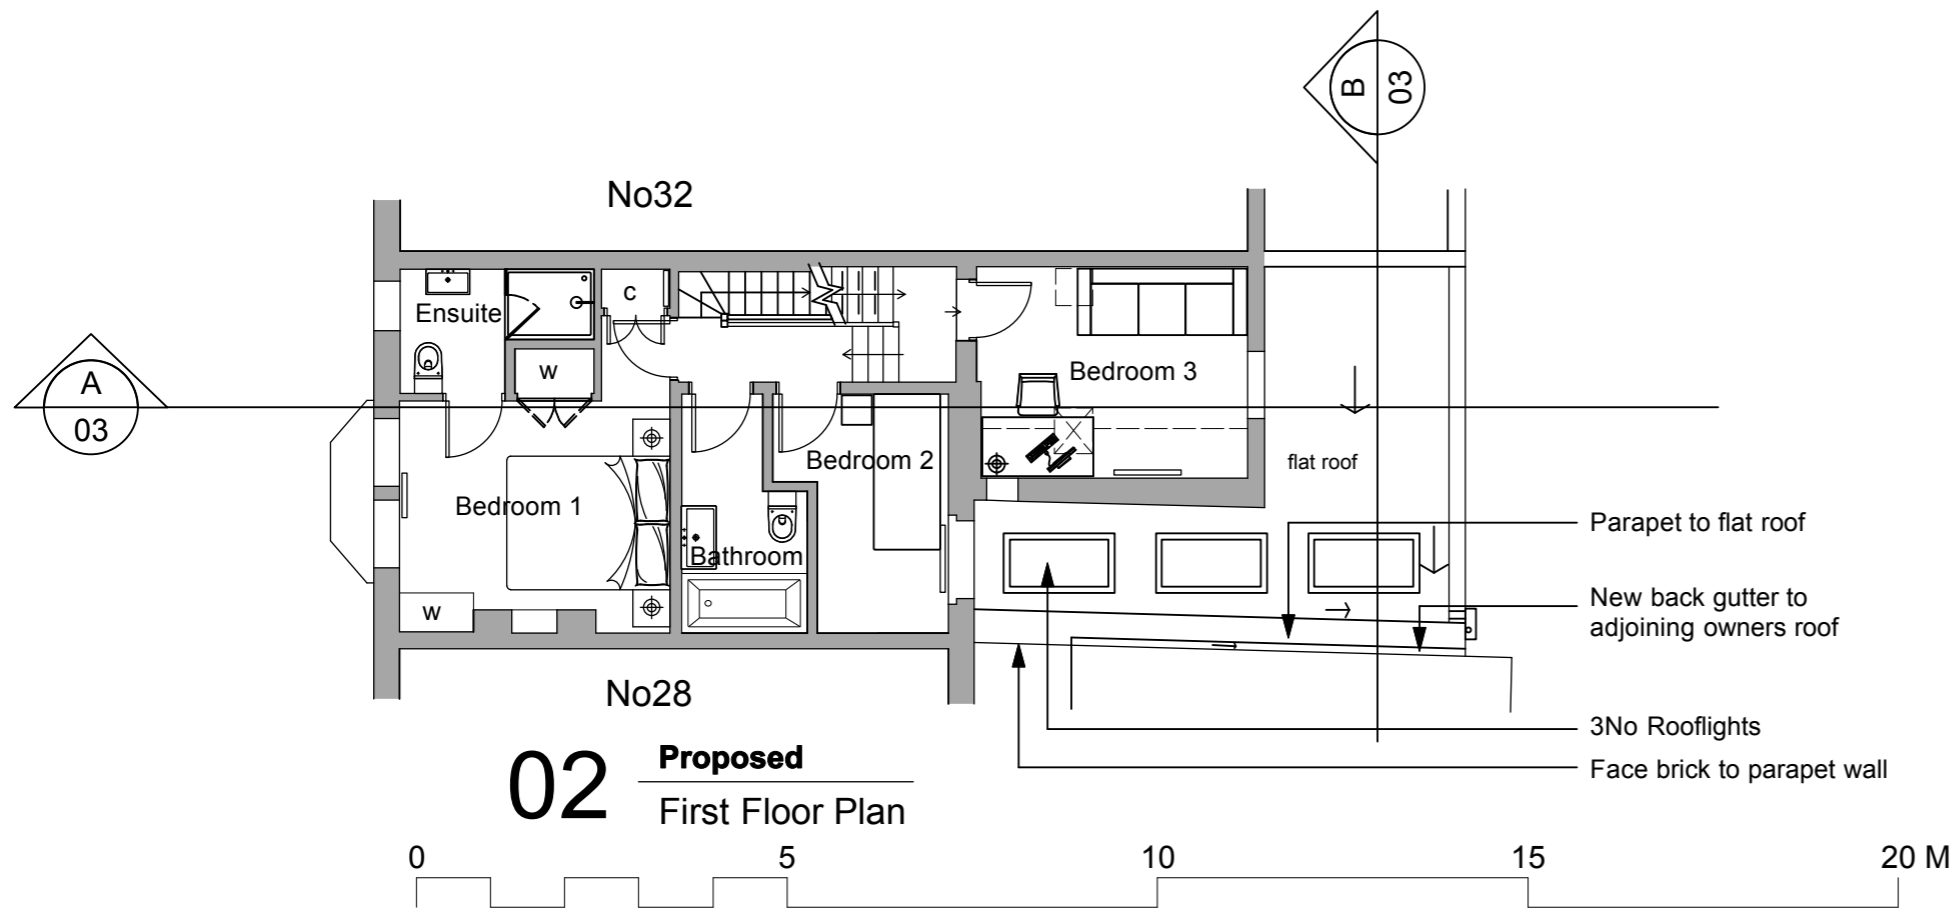 B
03
No32
Ensuite
C
W
Bedroom 3
A
03
Bedroom 2
flat roof
Bedroom 1
Parapet to flat roof
Bathroom
New back gutter to
adjoining owners roof
W
No28
3No Rooflights
Face brick to parapet wall
02
Proposed
First Floor Plan
0 5 10 15 20 M